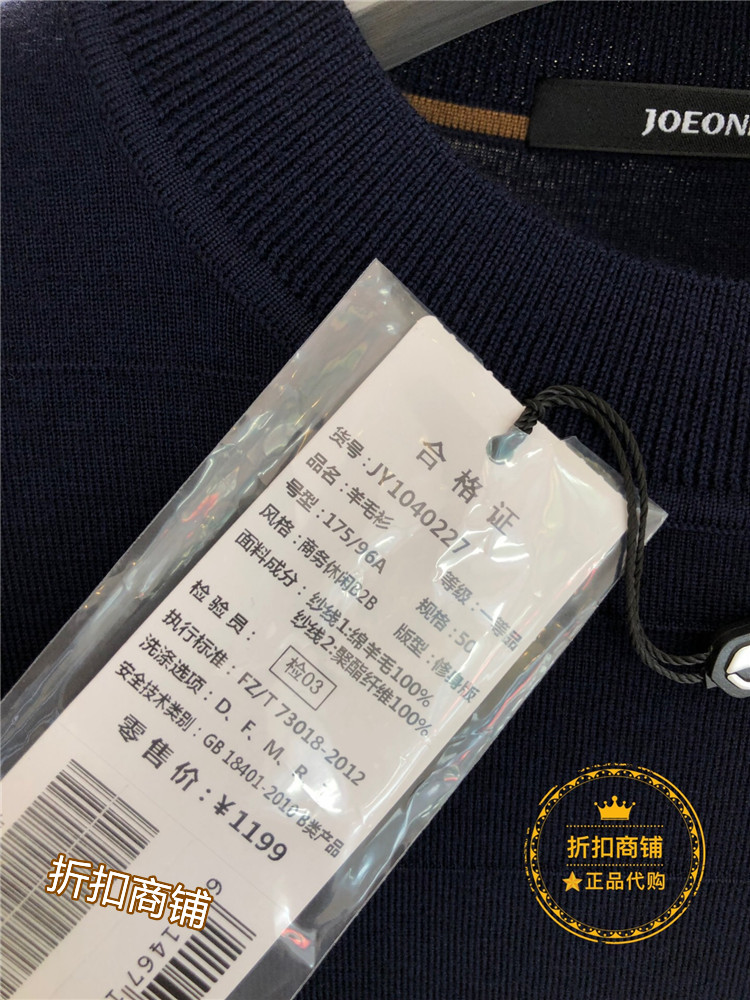 JOEON
合格证
货号：JY1040227
等级：一等品
品名：羊毛衫
号型：175/96A
规格：50
风格：商务休闲B2B
版型：修身版
面料成分：纱线1:绵羊毛100%
纱线2:聚酯纤维100%
检验员：
检03
执行标准：FZ/T 73018-2012
洗涤选项：D、F、M、R
安全技术类别：GB 18401-2010 B类产品
零售价：¥1199
6 14671
折扣商铺
折扣商铺
★正品代购